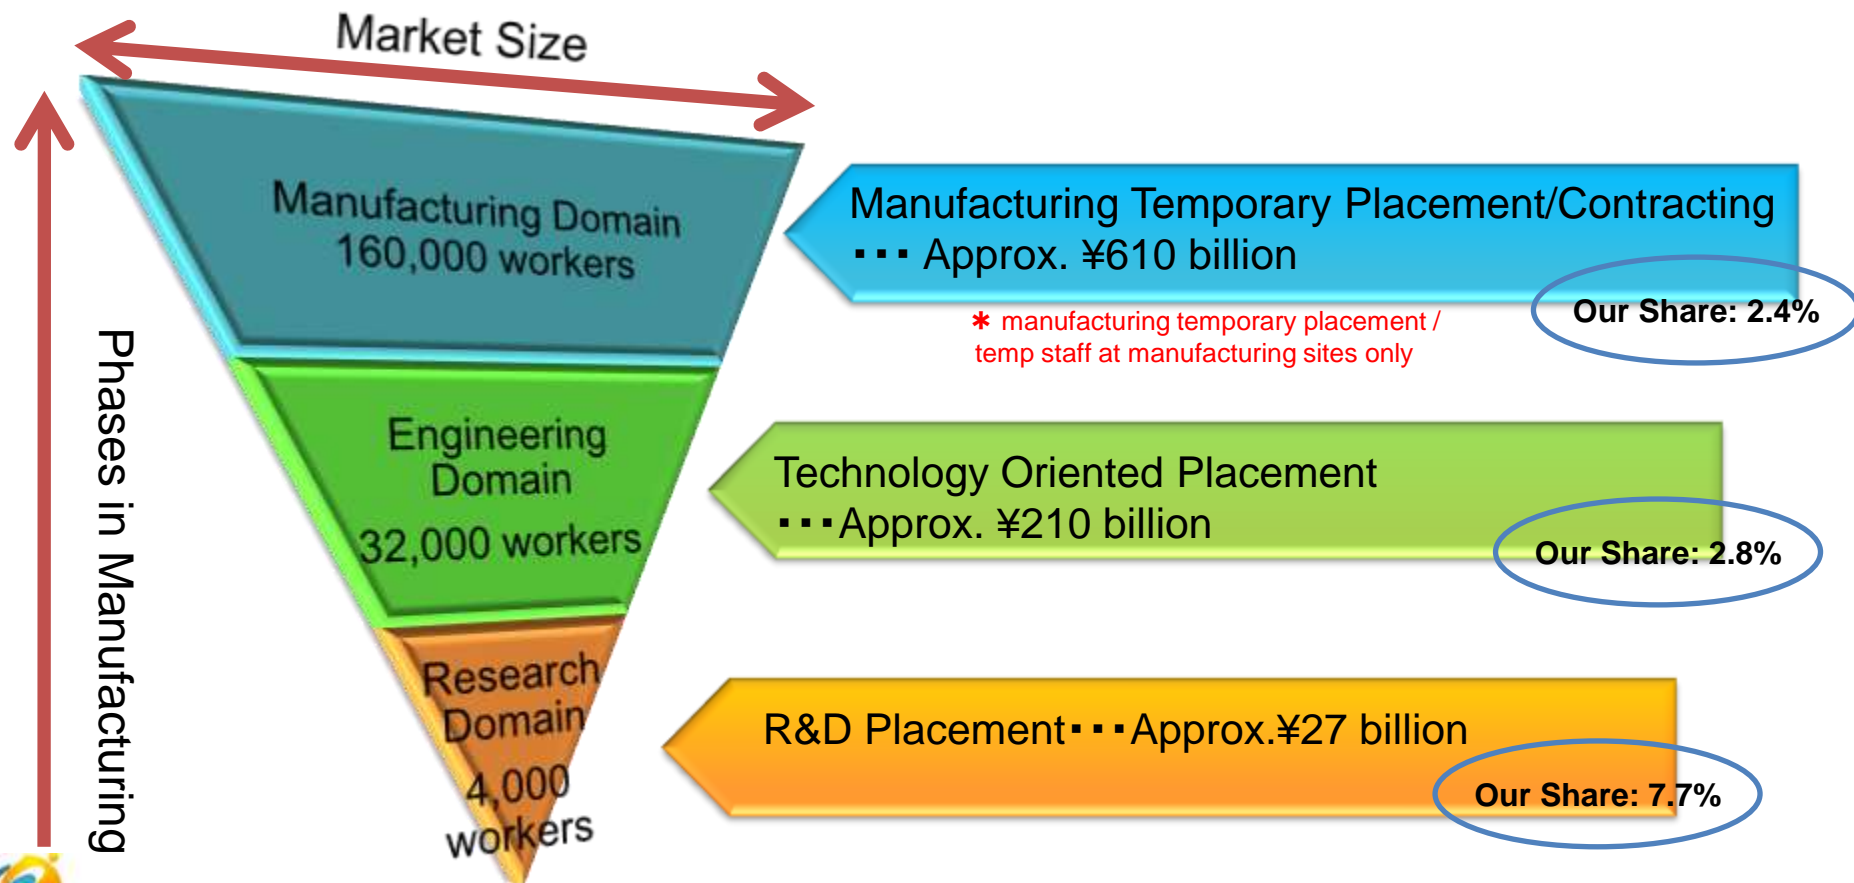 Market Size
Phases in Manufacturing
Manufacturing Domain
160,000 workers
Manufacturing Temporary Placement/Contracting
▪▪▪ Approx. ¥610 billion
Our Share: 2.4%
＊ manufacturing temporary placement /
temp staff at manufacturing sites only
Engineering
Domain
32,000 workers
Technology Oriented Placement
▪▪▪Approx. ¥210 billion
Our Share: 2.8%
Research
Domain
4,000
workers
R&D Placement▪▪▪Approx.¥27 billion
Our Share: 7.7%